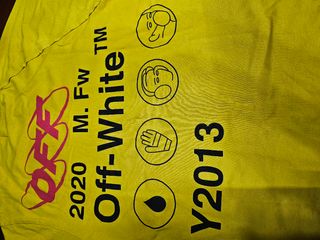 OFF
2020 M. Fw
Off-White™
Y2013